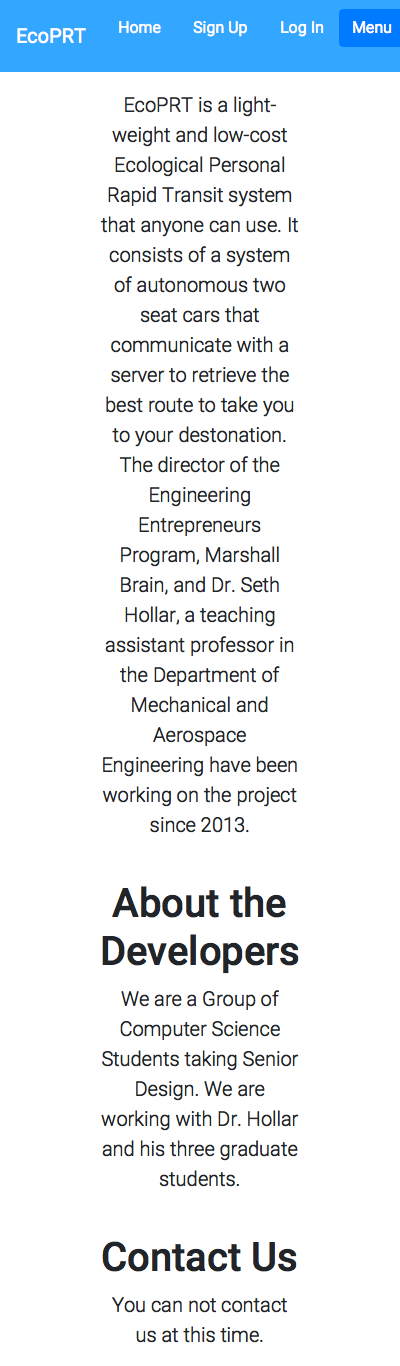 EcoPRT Home Sign Up Log In Menu
EcoPRT is a light-
weight and low-cost
Ecological Personal
Rapid Transit system
that anyone can use. It
consists of a system
of autonomous two
seat cars that
communicate with a
server to retrieve the
best route to take you
to your destonation.
The director of the
Engineering
Entrepreneurs
Program, Marshall
Brain, and Dr. Seth
Hollar, a teaching
assistant professor in
the Department of
Mechanical and
Aerospace
Engineering have been
working on the project
since 2013.
About the
Developers
We are a Group of
Computer Science
Students taking Senior
Design. We are
working with Dr. Hollar
and his three graduate
students.
Contact Us
You can not contact
us at this time.